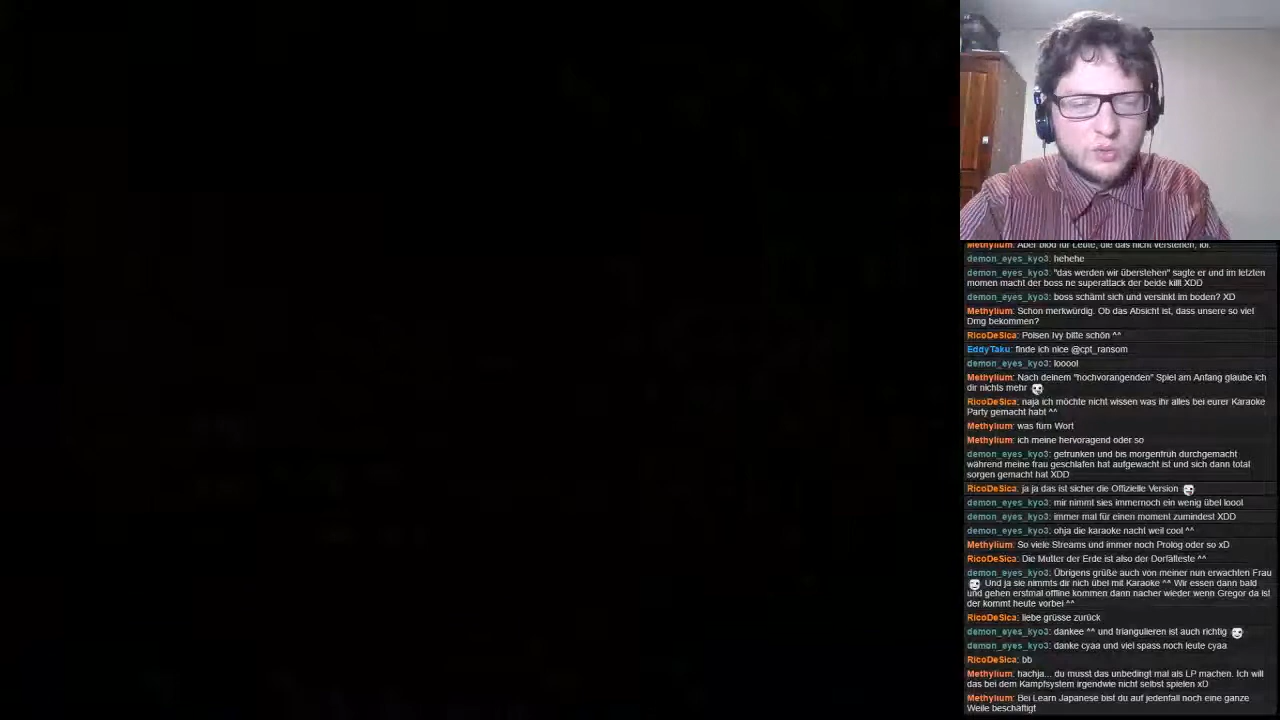 Methylium: Aber blöd für Leute, die das nicht verstehen, lol.
demon_eyes_kyo3: hehehe
demon_eyes_kyo3: "das werden wir überstehen" sagte er und im letzten
momen macht der boss ne superattack der beide killt XDD
demon_eyes_kyo3: boss schämt sich und versinkt im boden? XD
Methylium: Schon merkwürdig. Ob das Absicht ist, dass unsere so viel
Dmg bekommen?
RicoDeSica: Poisen Ivy bitte schön ^^
EddyTaku: finde ich nice @cpt_ransom
demon_eyes_kyo3: looool
Methylium: Nach deinem "hochvorangenden" Spiel am Anfang glaube ich
dir nichts mehr
RicoDeSica: naja ich möchte nicht wissen was ihr alles bei eurer Karaoke
Party gemacht habt ^^
Methylium: was fürn Wort
Methylium: ich meine hervoragend oder so
demon_eyes_kyo3: getrunken und bis morgenfruh durchgemacht
während meine frau geschlafen hat aufgewacht ist und sich dann total
sorgen gemacht hat XDD
RicoDeSica: ja ja das ist sicher die Offizielle Version
demon_eyes_kyo3: mir nimmt sies immernoch ein wenig übel loool
demon_eyes_kyo3: immer mal für einen moment zumindest XDD
demon_eyes_kyo3: ohja die karaoke nacht weil cool ^^
Methylium: So viele Streams und immer noch Prolog oder so xD
RicoDeSica: Die Mutter der Erde ist also der Dorfälteste ^^
demon_eyes_kyo3: Übrigens grüße auch von meiner nun erwachten Frau
Und ja sie nimmts dir nich übel mit Karaoke ^^ Wir essen dann bald
und gehen erstmal offline kommen dann nacher wieder wenn Gregor da ist
der kommt heute vorbei ^^
RicoDeSica: liebe grüsse zurück
demon_eyes_kyo3: dankee ^^ und triangulieren ist auch richtig
demon_eyes_kyo3: danke cyaa und viel spass noch leute cyaa
RicoDeSica: bb
Methylium: hachja... du musst das unbedingt mal als LP machen. Ich will
das bei dem Kampfsystem irgendwie nicht selbst spielen xD
Methylium: Bei Learn Japanese bist du auf jedenfall noch eine ganze
Weile beschäftigt